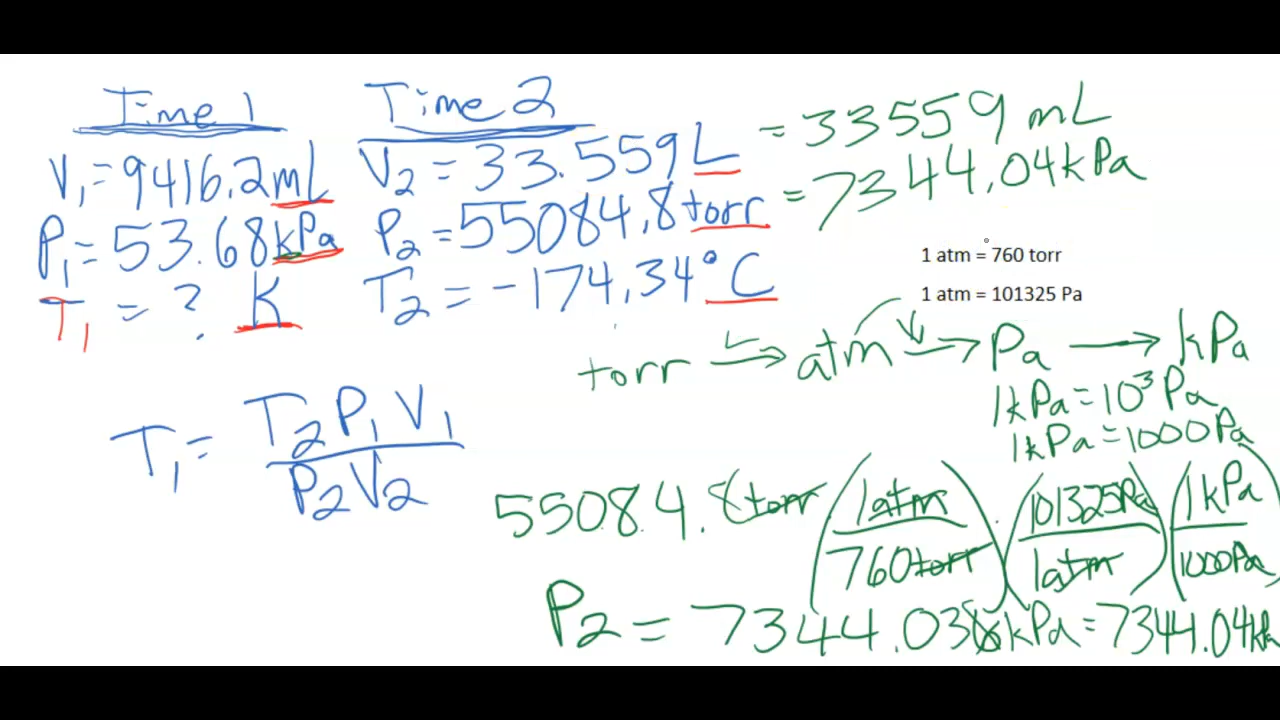 Time 1 Time 2
V₁ = 9416.2 mL V₂ = 33.559 L = 33559 mL
P₁ = 53.68 kPa P₂ = 55084.8 torr = 7344.04 kPa
T₁ = ? K T₂ = -174.34°C
1 atm = 760 torr
1 atm = 101325 Pa
torr → atm → Pa → kPa
1 kPa = 10³ Pa
1 kPa = 1000 Pa
T₁ = T₂P₁V₁ / P₂V₂
55084.8 torr (1 atm / 760 torr) (101325 Pa / 1 atm) (1 kPa / 1000 Pa)
P₂ = 7344.038 kPa = 7344.04 kPa